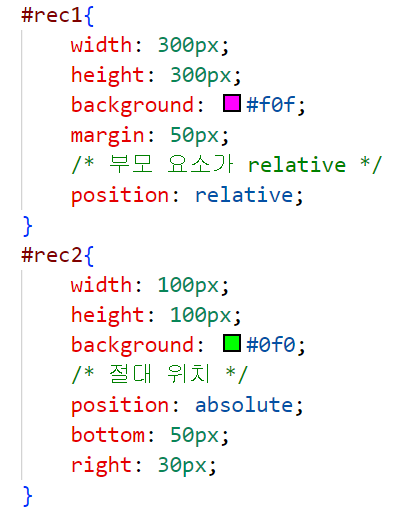 #rec1{
    width: 300px;
    height: 300px;
    background: #f0f;
    margin: 50px;
    /* 부모 요소가 relative */
    position: relative;
}
#rec2{
    width: 100px;
    height: 100px;
    background: #0f0;
    /* 절대 위치 */
    position: absolute;
    bottom: 50px;
    right: 30px;
}